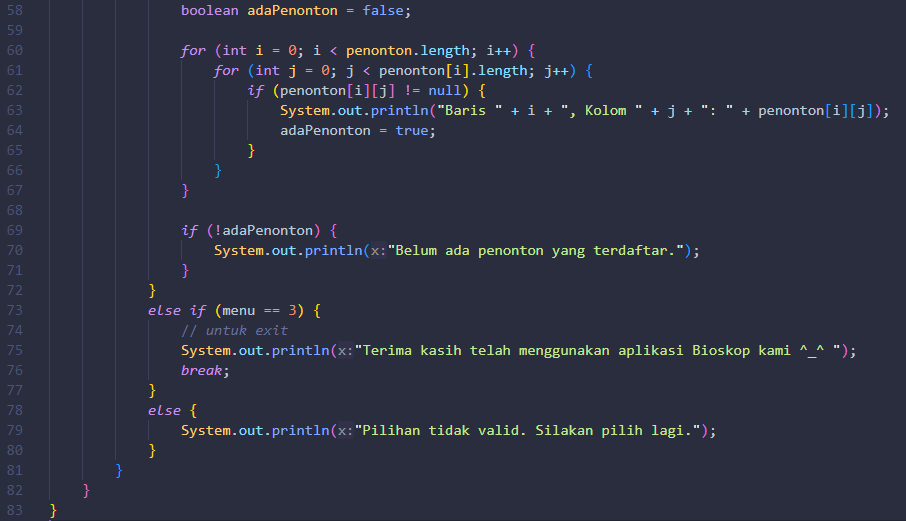 58 boolean adaPenonton = false;
59
60 for (int i = 0; i < penonton.length; i++) {
61 for (int j = 0; j < penonton[i].length; j++) {
62 if (penonton[i][j] != null) {
63 System.out.println("Baris " + i + ", Kolom " + j + ": " + penonton[i][j]);
64 adaPenonton = true;
65 }
66 }
67 }
68
69 if (!adaPenonton) {
70 System.out.println(x:"Belum ada penonton yang terdaftar.");
71 }
72 }
73 else if (menu == 3) {
74 // untuk exit
75 System.out.println(x:"Terima kasih telah menggunakan aplikasi Bioskop kami ^_^ ");
76 break;
77 }
78 else {
79 System.out.println(x:"Pilihan tidak valid. Silakan pilih lagi.");
80 }
81 }
82 }
83 }